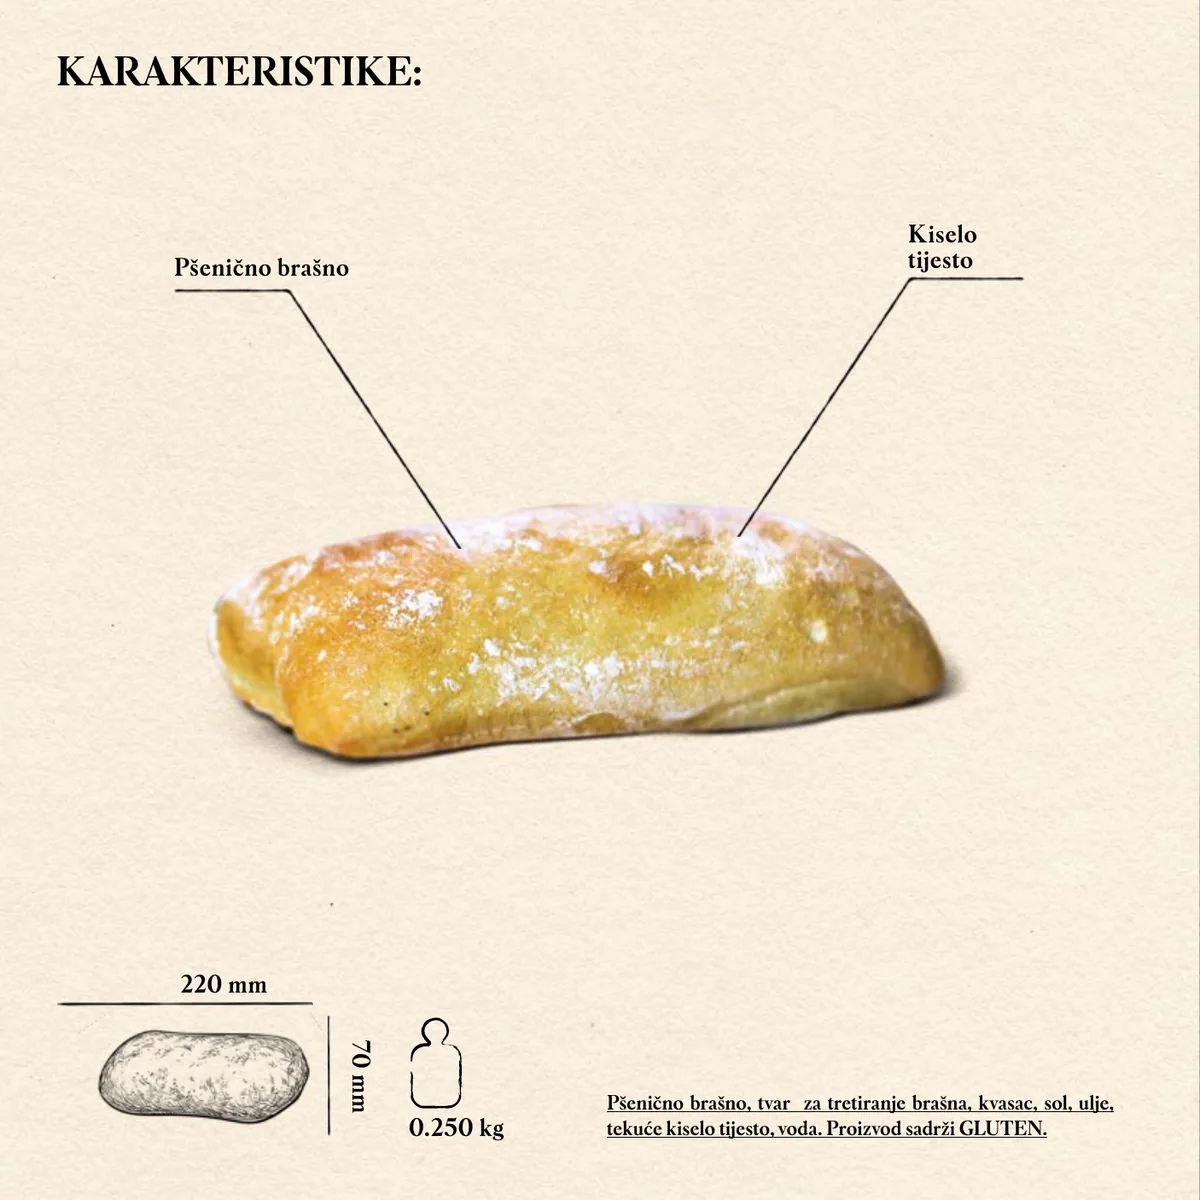 KARAKTERISTIKE:
Kiselo
tijesto
Pšenično brašno
220 mm
70 mm
0.250 kg
Pšenično brašno, tvar za tretiranje brašna, kvasac, sol, ulje,
tekuće kiselo tijesto, voda. Proizvod sadrži GLUTEN.